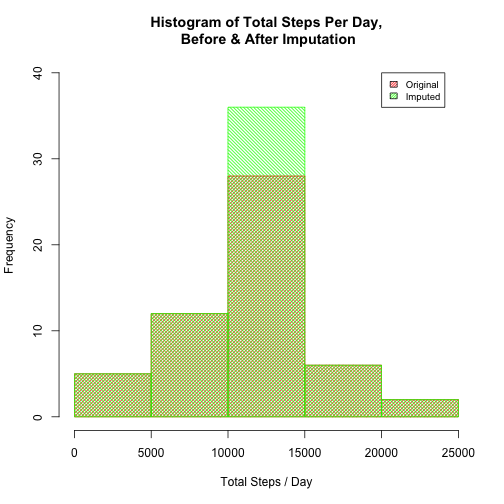 Histogram of Total Steps Per Day,
Before & After Imputation
Original
Imputed
40
30
20
10
0
Frequency
0 5000 10000 15000 20000 25000
Total Steps / Day